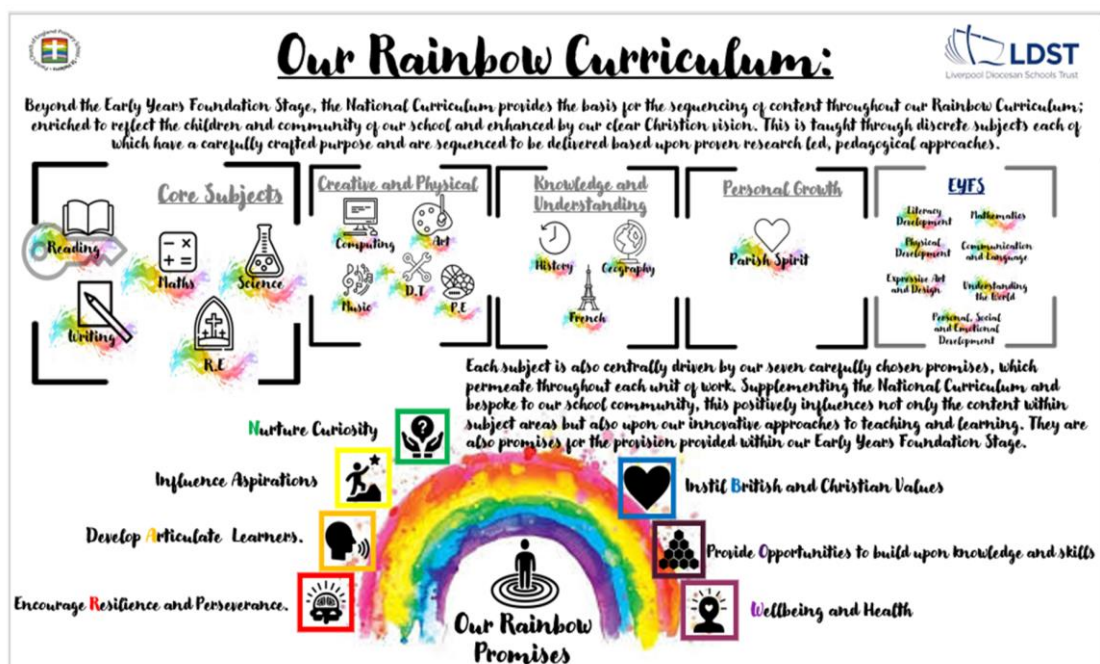 Our Rainbow Curriculum:
LDST
Liverpool Diocesan Schools Trust
Beyond the Early Years Foundation Stage, the National Curriculum provides the basis for the sequencing of content throughout our Rainbow Curriculum;
enriched to reflect the children and community of our school and enhanced by our clear Christion vision. This is taught through discrete subjects each of
which have a carefully crafted purpose and are sequenced to be delivered based upon proven research led, pedagogical approaches.
Core Subjects
Reading
Maths
Science
Writing
R.E
Creative and Physical
Computing
Art
Music
D.T
P.E
Knowledge and
Understanding
History
Geography
French
Personal Growth
Parish Spirit
EYFS
Literacy
Development
Mathematics
Physical
Development
Communication
and Language
Expressive Art
and Design
Understanding
the World
Personal, Social
and Emotional
Development
Each subject is also centrally driven by our seven carefully chosen promises, which
permeate throughout each unit of work. Supplementing the National Curriculum and
bespoke to our school community, this positively influences not only the content within
subject areas but also upon our innovative approaches to teaching and learning. They are
also promises for the provision provided within our Early Years Foundation Stage.
Nurture Curiosity
Influence Aspirations
Develop Articulate Learners.
Encourage Resilience and Perseverance.
Instil British and Christian Values
Provide Opportunities to build upon knowledge and skills
Wellbeing and Health
Our Rainbow
Promises